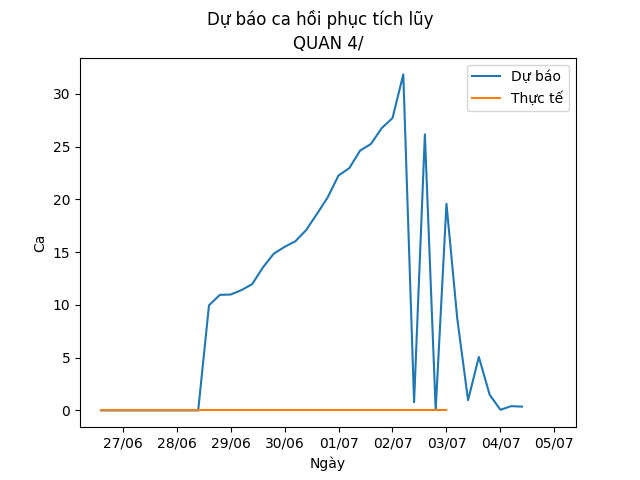 Dự báo ca hồi phục tích lũy
QUAN 4/
Dự báo
Thực tế
Ca
30
25
20
15
10
5
0
27/06 28/06 29/06 30/06 01/07 02/07 03/07 04/07 05/07
Ngày